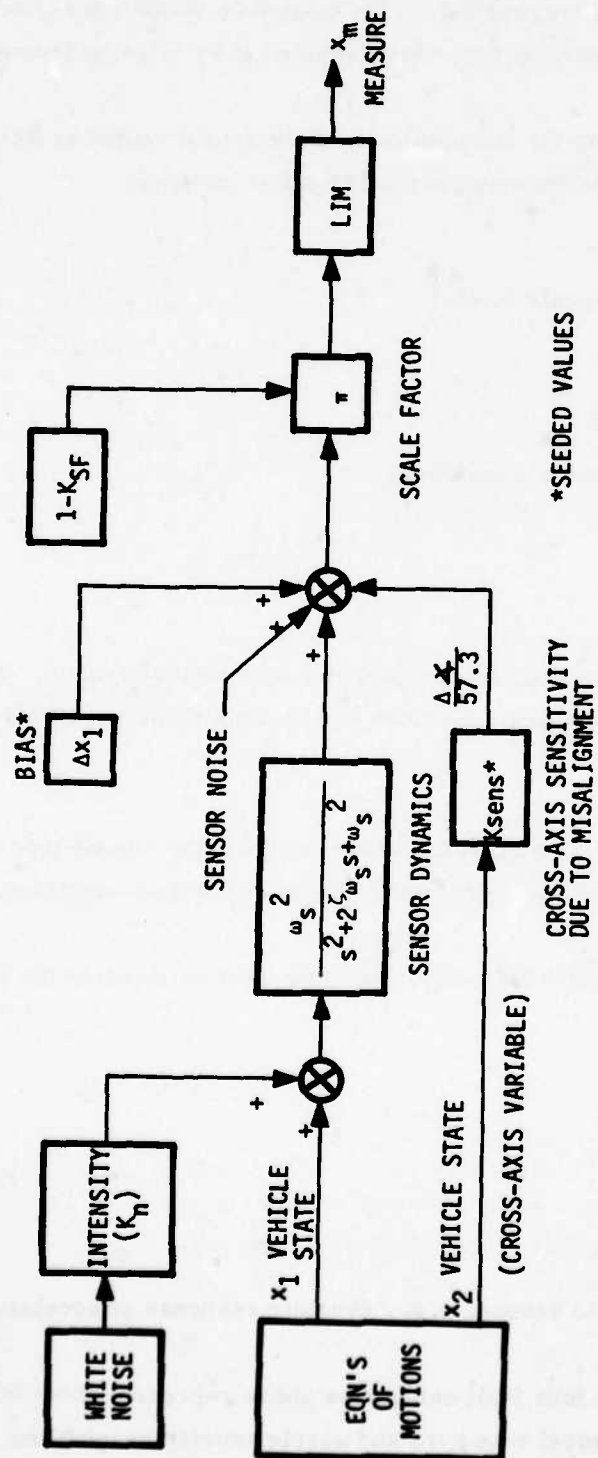 WHITE
NOISE
INTENSITY
(Kn)
EQN'S
OF
MOTIONS
x1 VEHICLE
STATE
x2 VEHICLE STATE
(CROSS-AXIS VARIABLE)
+
+
BIAS*
Δx1
SENSOR NOISE
ωs²
s²+2ζωss+ωs²
SENSOR DYNAMICS
Ksens*
CROSS-AXIS SENSITIVITY
DUE TO MISALIGNMENT
+
+
+
1-KSF
π
SCALE FACTOR
LIM
xm
MEASURE
*SEEDED VALUES
57.3